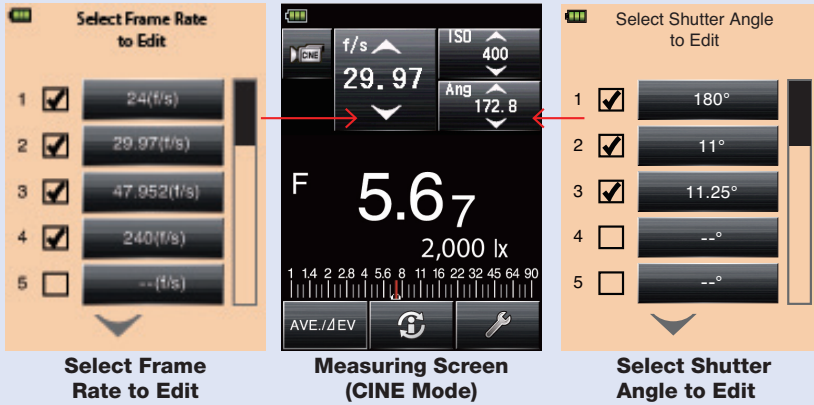 Select Frame Rate
to Edit
1 24(f/s)
2 29.97(f/s)
3 47.952(f/s)
4 240(f/s)
5 --(f/s)
Select Frame
Rate to Edit
CINE
f/s
29.97
ISO
400
Ang
172.8
F 5.6 7
2,000 lx
1 1.4 2 2.8 4 5.6 8 11 16 22 32 45 64 90
AVE./⊿EV
Measuring Screen
(CINE Mode)
Select Shutter Angle
to Edit
1 180°
2 11°
3 11.25°
4 --°
5 --°
Select Shutter
Angle to Edit